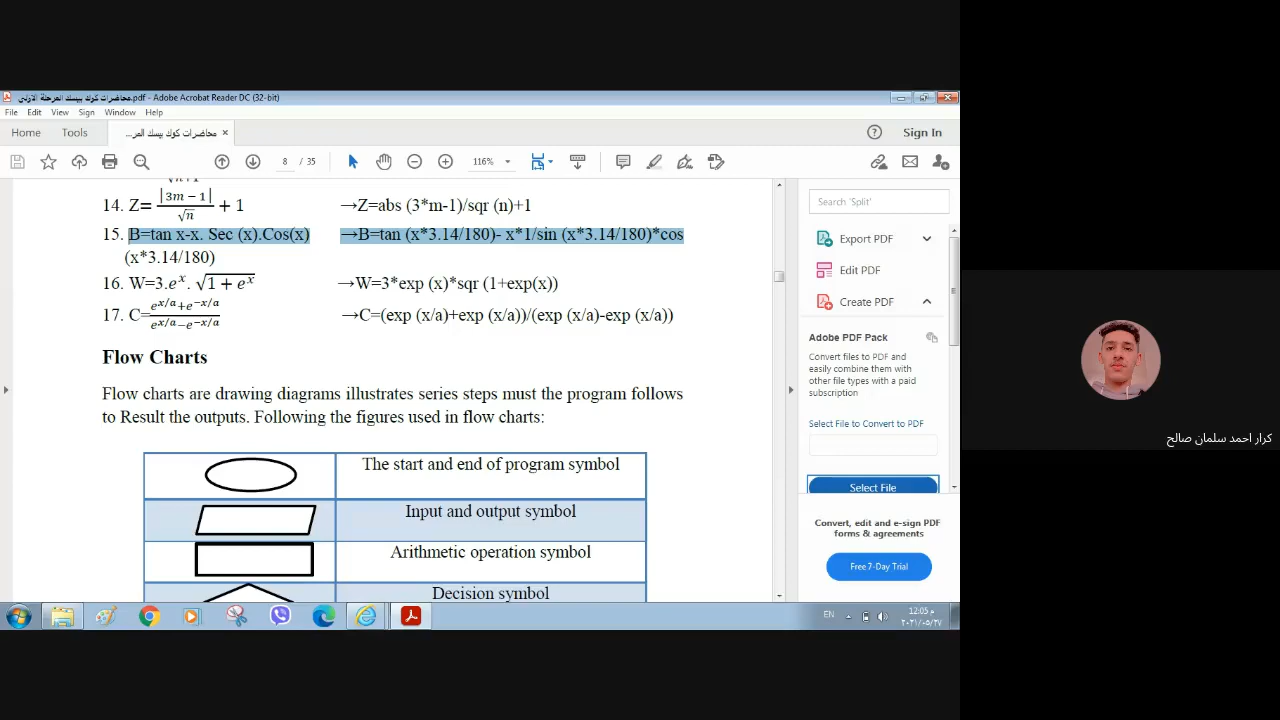 محاضرات كوك بيسك المرحلة الاولى.pdf - Adobe Acrobat Reader DC (32-bit)
File Edit View Sign Window Help
Home Tools محاضرات كوك بيسك المر... × Sign In
8 / 35 116%
14. Z= |3m − 1| / √n + 1 →Z=abs (3*m-1)/sqr (n)+1
15. B=tan x-x. Sec (x).Cos(x) →B=tan (x*3.14/180)- x*1/sin (x*3.14/180)*cos
(x*3.14/180)
16. W=3.eˣ. √1 + eˣ →W=3*exp (x)*sqr (1+exp(x))
17. C= e^x/a+e^−x/a / e^x/a−e^−x/a →C=(exp (x/a)+exp (x/a))/(exp (x/a)-exp (x/a))
Flow Charts
Flow charts are drawing diagrams illustrates series steps must the program follows
to Result the outputs. Following the figures used in flow charts:
The start and end of program symbol
Input and output symbol
Arithmetic operation symbol
Decision symbol
Search 'Split'
Export PDF
Edit PDF
Create PDF
Adobe PDF Pack
Convert files to PDF and
easily combine them with
other file types with a paid
subscription
Select File to Convert to PDF
Select File
Convert, edit and e-sign PDF
forms & agreements
Free 7-Day Trial
EN
12:05 م
٢٠٢١/٠٥/٢٧
كرار احمد سلمان صالح